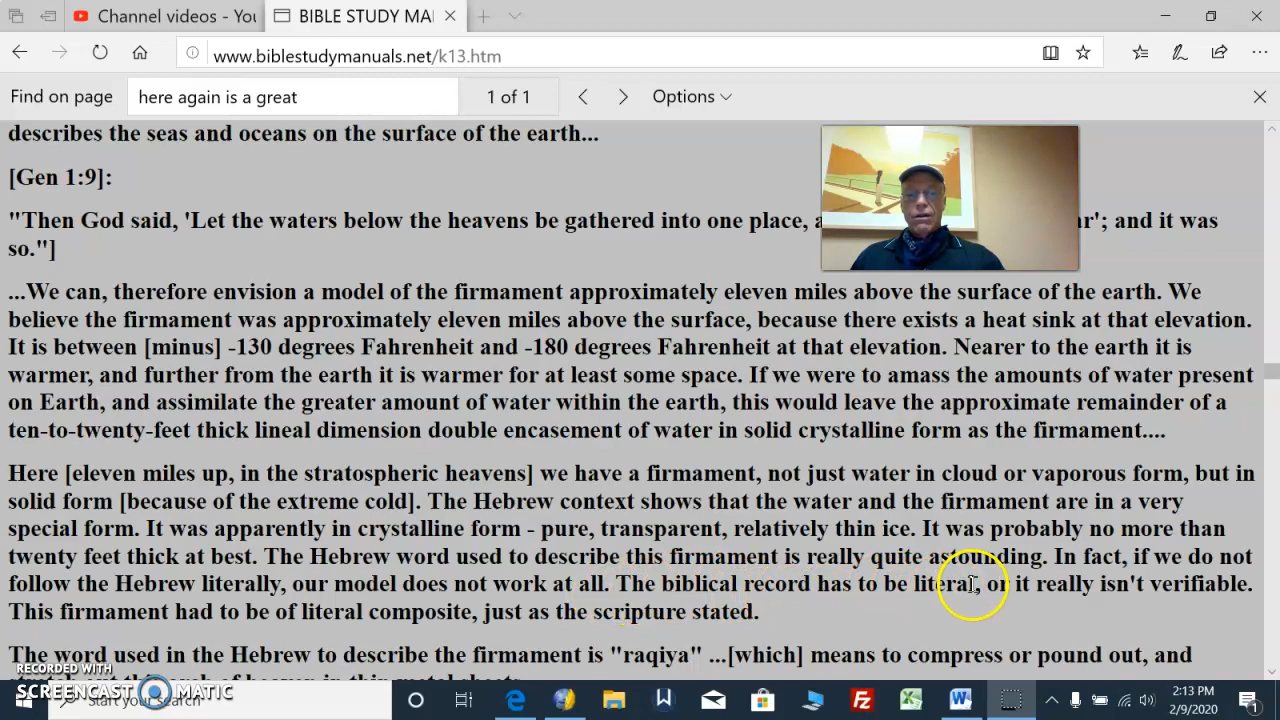 Channel videos - You
BIBLE STUDY MA
www.biblestudymanuals.net/k13.htm
Find on page
here again is a great
1 of 1
Options
describes the seas and oceans on the surface of the earth...
[Gen 1:9]:
"Then God said, 'Let the waters below the heavens be gathered into one place, a ar'; and it was
so."]
...We can, therefore envision a model of the firmament approximately eleven miles above the surface of the earth. We
believe the firmament was approximately eleven miles above the surface, because there exists a heat sink at that elevation.
It is between [minus] -130 degrees Fahrenheit and -180 degrees Fahrenheit at that elevation. Nearer to the earth it is
warmer, and further from the earth it is warmer for at least some space. If we were to amass the amounts of water present
on Earth, and assimilate the greater amount of water within the earth, this would leave the approximate remainder of a
ten-to-twenty-feet thick lineal dimension double encasement of water in solid crystalline form as the firmament....
Here [eleven miles up, in the stratospheric heavens] we have a firmament, not just water in cloud or vaporous form, but in
solid form [because of the extreme cold]. The Hebrew context shows that the water and the firmament are in a very
special form. It was apparently in crystalline form - pure, transparent, relatively thin ice. It was probably no more than
twenty feet thick at best. The Hebrew word used to describe this firmament is really quite astounding. In fact, if we do not
follow the Hebrew literally, our model does not work at all. The biblical record has to be literal, or it really isn't verifiable.
This firmament had to be of literal composite, just as the scripture stated.
The word used in the Hebrew to describe the firmament is "raqiya" ...[which] means to compress or pound out, and
RECORDED WITH
SCREENCAST MATIC
Start your search
2:13 PM
2/9/2020